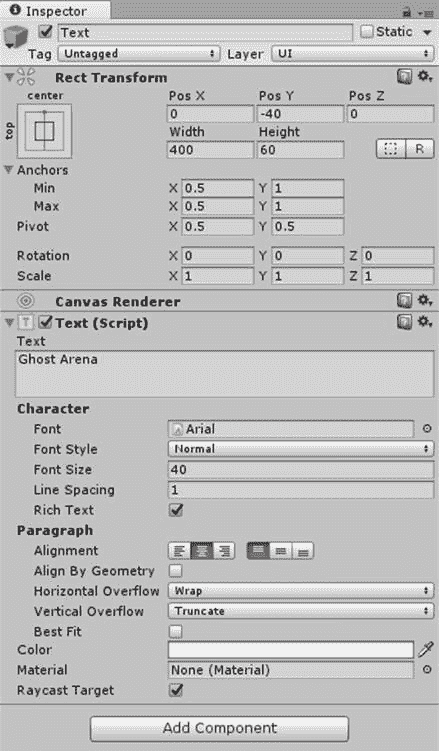 Inspector
Text Static
Tag Untagged Layer UI
Rect Transform
center Pos X Pos Y Pos Z
top 0 -40 0
Width Height
400 60 R
Anchors
Min X 0.5 Y 1
Max X 0.5 Y 1
Pivot X 0.5 Y 0.5
Rotation X 0 Y 0 Z 0
Scale X 1 Y 1 Z 1
Canvas Renderer
T Text (Script)
Text
Ghost Arena
Character
Font Arial
Font Style Normal
Font Size 40
Line Spacing 1
Rich Text
Paragraph
Alignment
Align By Geometry
Horizontal Overflow Wrap
Vertical Overflow Truncate
Best Fit
Color
Material None (Material)
Raycast Target
Add Component